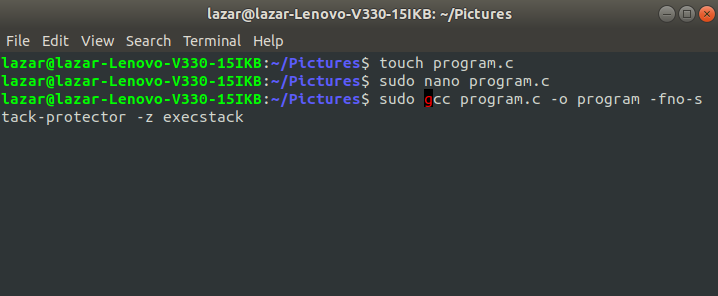 lazar@lazar-Lenovo-V330-15IKB: ~/Pictures
File Edit View Search Terminal Help
lazar@lazar-Lenovo-V330-15IKB:~/Pictures$ touch program.c
lazar@lazar-Lenovo-V330-15IKB:~/Pictures$ sudo nano program.c
lazar@lazar-Lenovo-V330-15IKB:~/Pictures$ sudo gcc program.c -o program -fno-s
tack-protector -z execstack